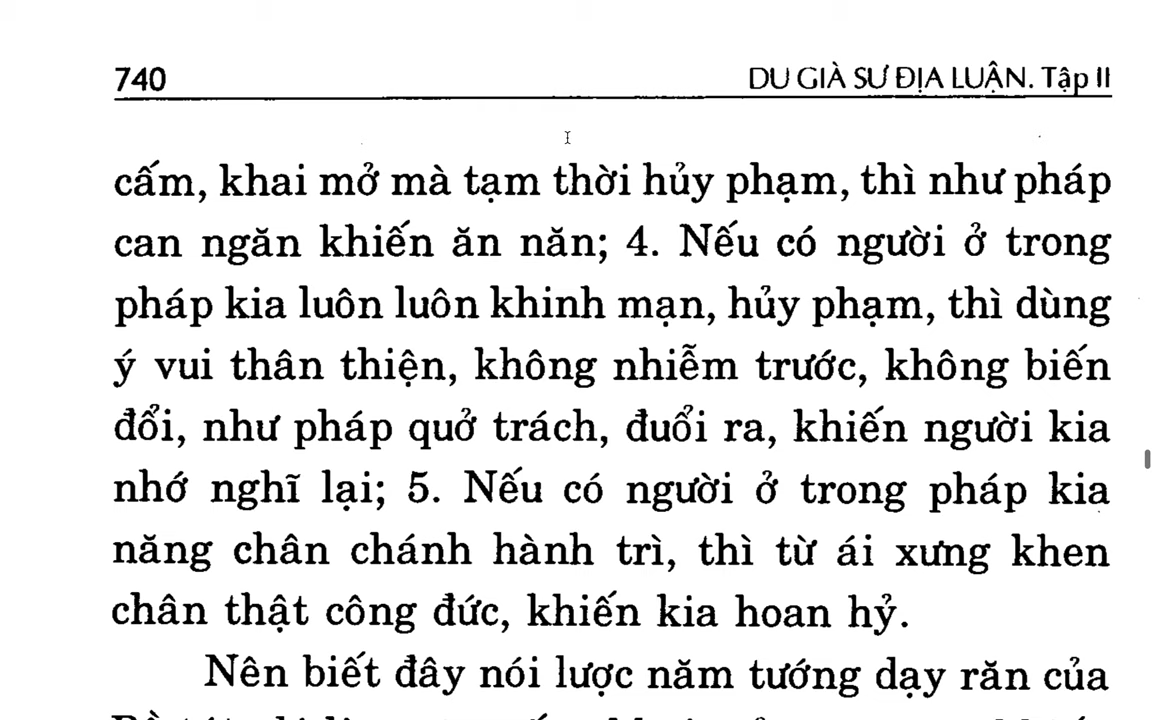 740 DU GIÀ SƯ ĐỊA LUẬN. Tập II
cấm, khai mở mà tạm thời hủy phạm, thì như pháp
can ngăn khiến ăn năn; 4. Nếu có người ở trong
pháp kia luôn luôn khinh mạn, hủy phạm, thì dùng
ý vui thân thiện, không nhiễm trước, không biến
đổi, như pháp quở trách, đuổi ra, khiến người kia
nhớ nghĩ lại; 5. Nếu có người ở trong pháp kia
năng chân chánh hành trì, thì từ ái xưng khen
chân thật công đức, khiến kia hoan hỷ.
Nên biết đây nói lược năm tướng dạy răn của